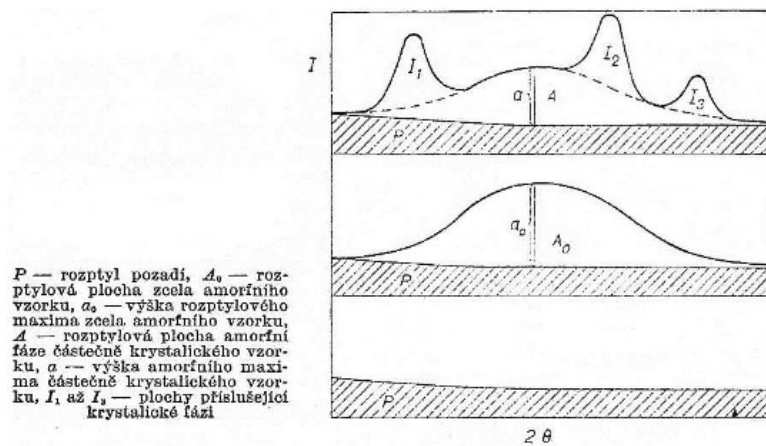 I
I₁
a
A
I₂
I₃
P
a₀
A₀
P
P
2 θ
P — rozptyl pozadí, A₀ — roz-
ptylová plocha zcela amorfního
vzorku, a₀ — výška rozptylového
maxima zcela amorfního vzorku,
A — rozptylová plocha amorfní
fáze částečně krystalického vzor-
ku, a — výška amorfního maxi-
ma částečně krystalického vzor-
ku, I₁ až I₃ — plochy příslušející
krystalické fázi